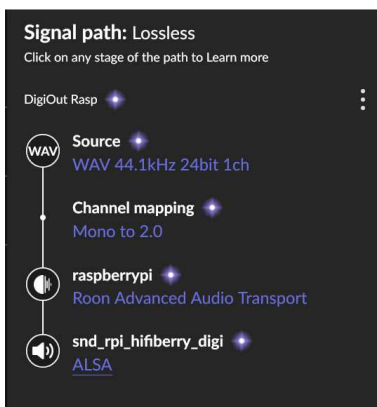 Signal path: Lossless
Click on any stage of the path to Learn more
DigiOut Rasp
WAV
Source
WAV 44.1kHz 24bit 1ch
Channel mapping
Mono to 2.0
raspberrypi
Roon Advanced Audio Transport
snd_rpi_hifiberry_digi
ALSA